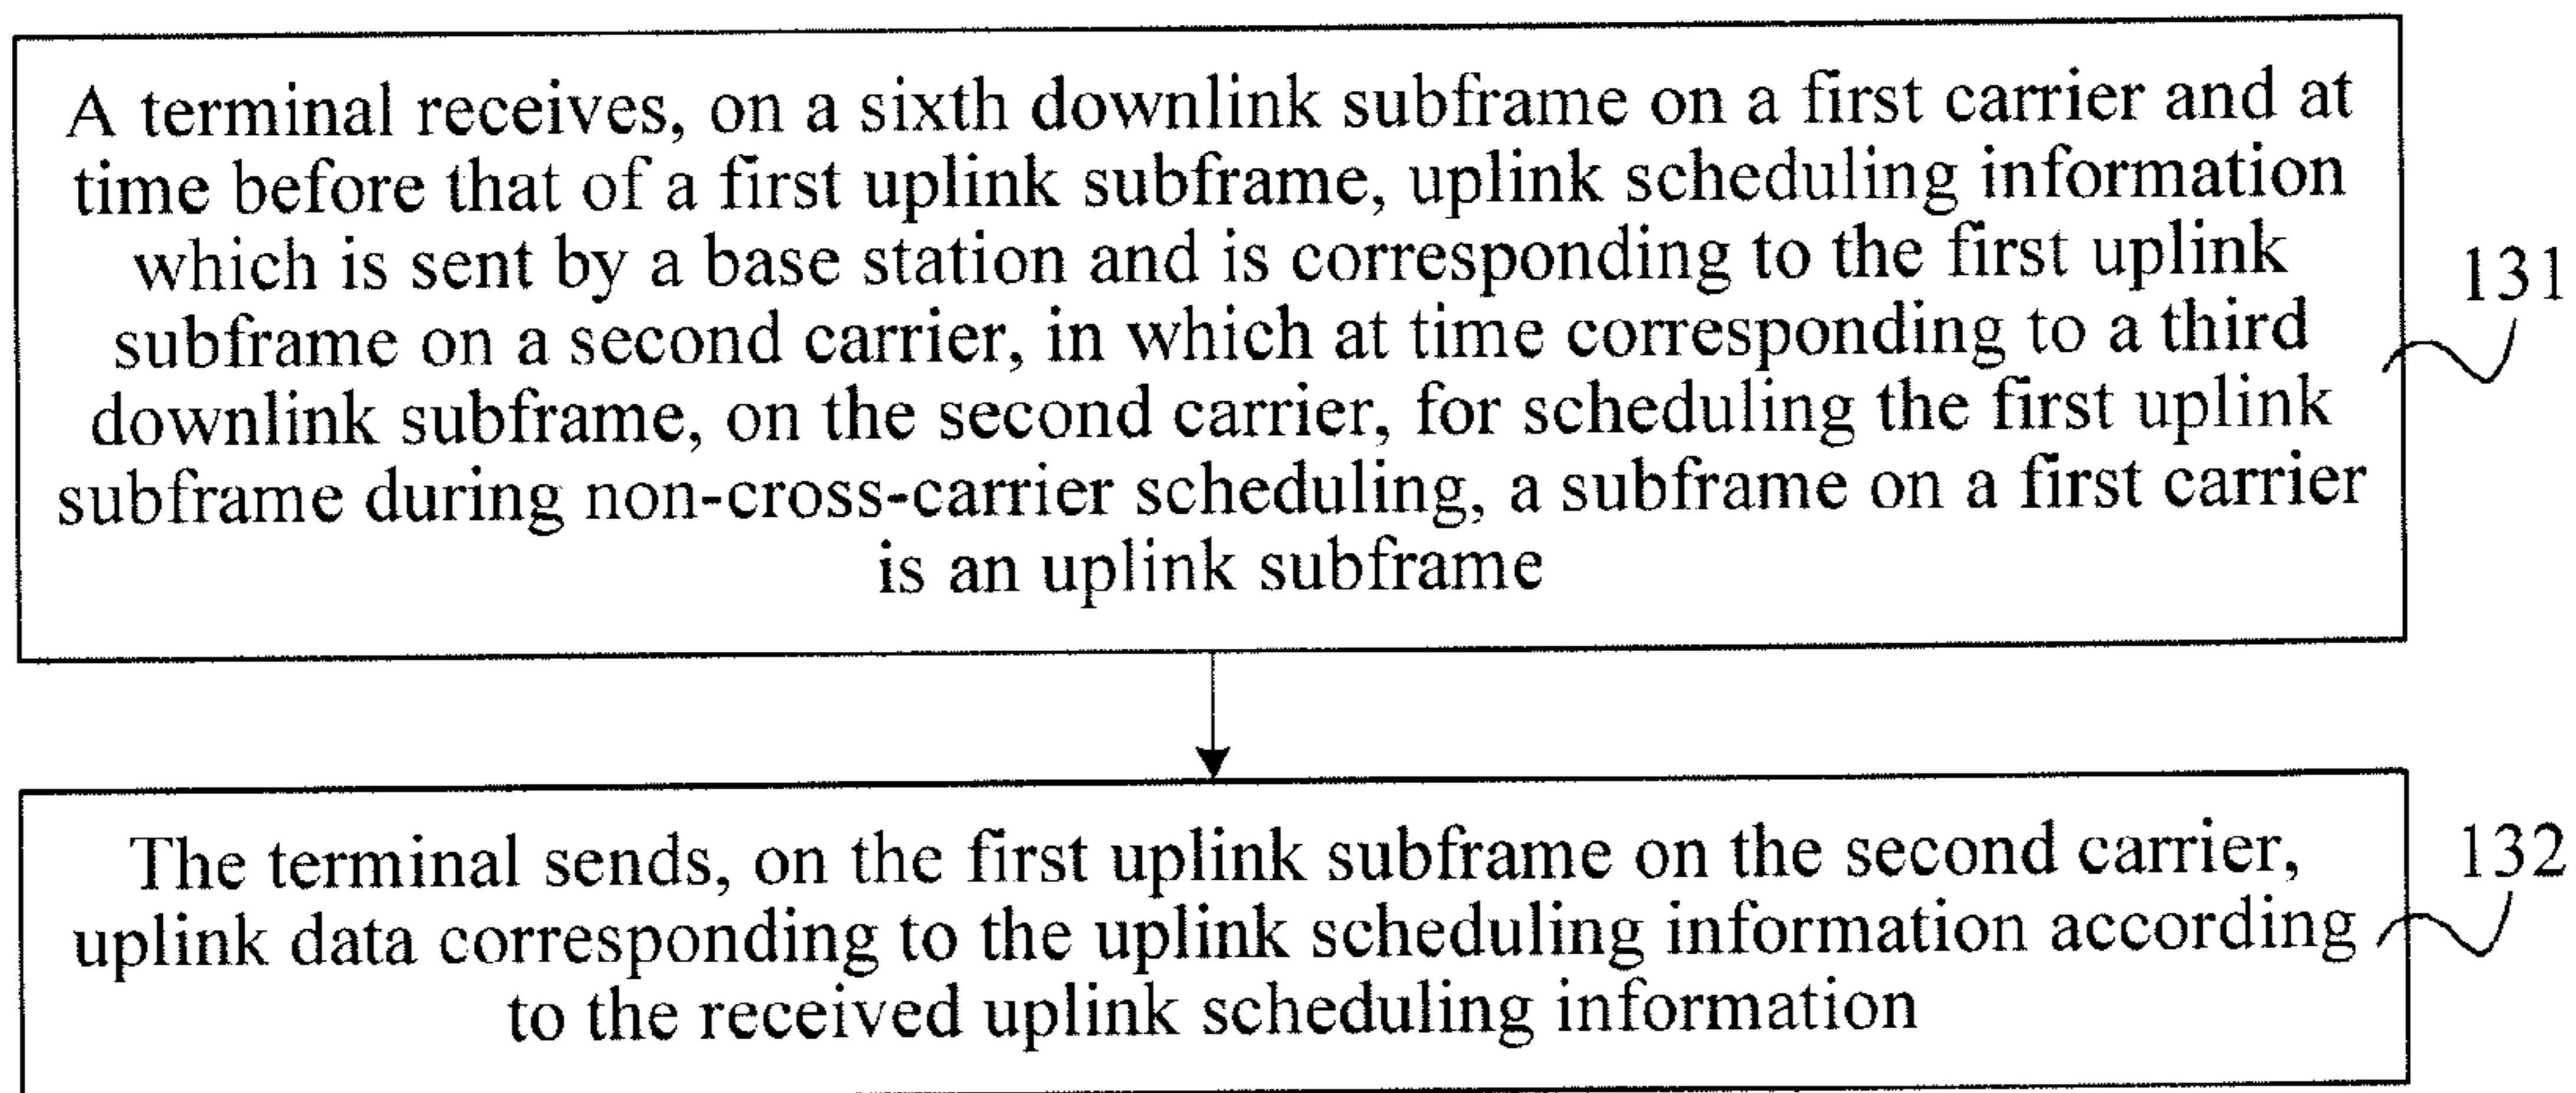 A terminal receives, on a sixth downlink subframe on a first carrier and at
time before that of a first uplink subframe, uplink scheduling information
which is sent by a base station and is corresponding to the first uplink
subframe on a second carrier, in which at time corresponding to a third
downlink subframe, on the second carrier, for scheduling the first uplink
subframe during non-cross-carrier scheduling, a subframe on a first carrier
is an uplink subframe
131
The terminal sends, on the first uplink subframe on the second carrier,
uplink data corresponding to the uplink scheduling information according
to the received uplink scheduling information
132